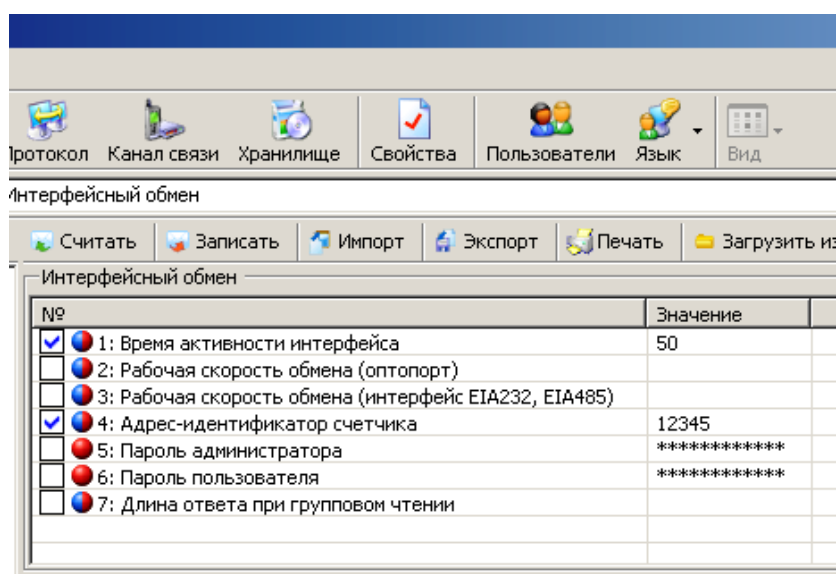 Протокол Канал связи Хранилище Свойства Пользователи Язык Вид
Интерфейсный обмен
Считать Записать Импорт Экспорт Печать Загрузить из
Интерфейсный обмен
№ Значение
1: Время активности интерфейса 50
2: Рабочая скорость обмена (оптопорт)
3: Рабочая скорость обмена (интерфейс EIA232, EIA485)
4: Адрес-идентификатор счетчика 12345
5: Пароль администратора ************
6: Пароль пользователя ************
7: Длина ответа при групповом чтении